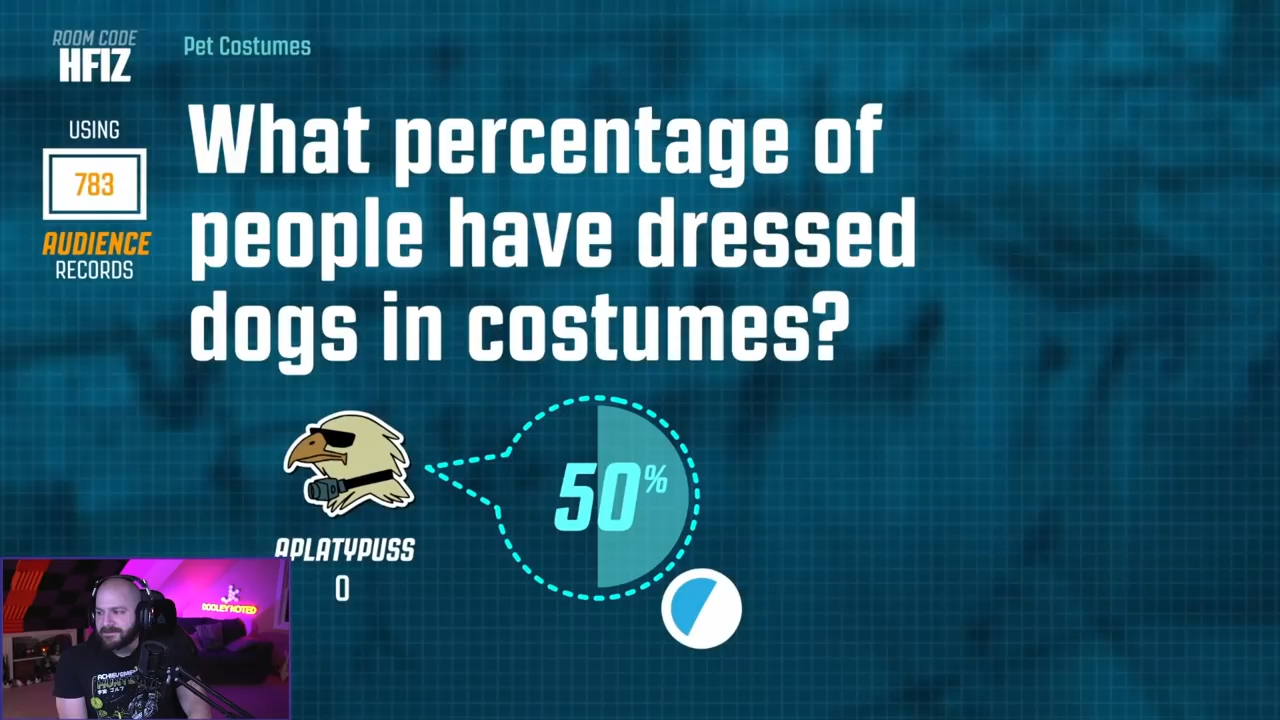 ROOM CODE
HFIZ
Pet Costumes
USING
783
AUDIENCE
RECORDS
What percentage of
people have dressed
dogs in costumes?
50%
APLATYPUSS
0
DOOLEYNOTED